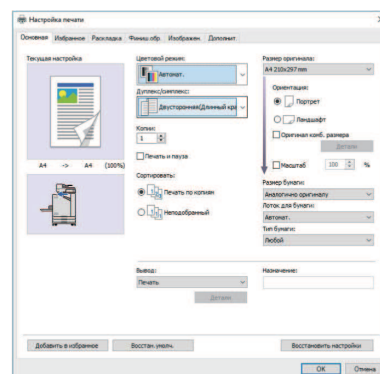 Настройка печати
Основная Избранное Раскладка Финиш.обр. Изображен. Дополнит.
Текущая настройка
A4 -> A4 (100%)
Цветовой режим:
Автомат.
Дуплекс/симплекс:
Двусторонняя(Длинный кра
Копии:
1
Печать и пауза
Сортировать:
Печать по копиям
Неподобранный
Размер оригинала:
A4 210x297 mm
Ориентация:
Портрет
Ландшафт
Оригинал комб. размера
Детали
Масштаб 100 %
Размер бумаги:
Аналогично оригиналу
Лоток для бумаги:
Автомат.
Тип бумаги:
Любой
Вывод:
Печать
Детали
Назначение:
Добавить в избранное Восстан.умолч. Восстановить настройки
OK Отмена